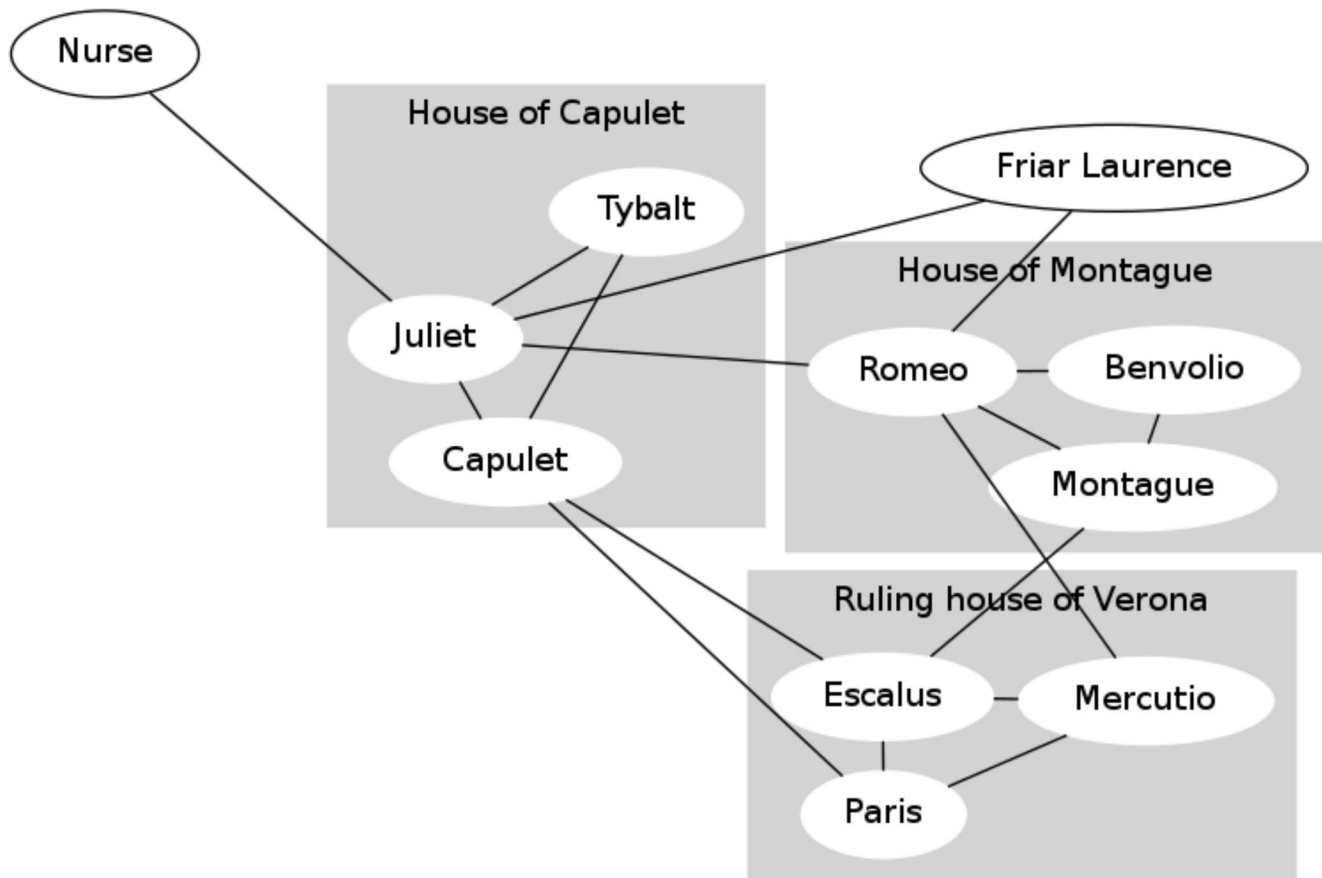 Nurse
House of Capulet
Tybalt
Juliet
Capulet
Friar Laurence
House of Montague
Romeo
Benvolio
Montague
Ruling house of Verona
Escalus
Mercutio
Paris